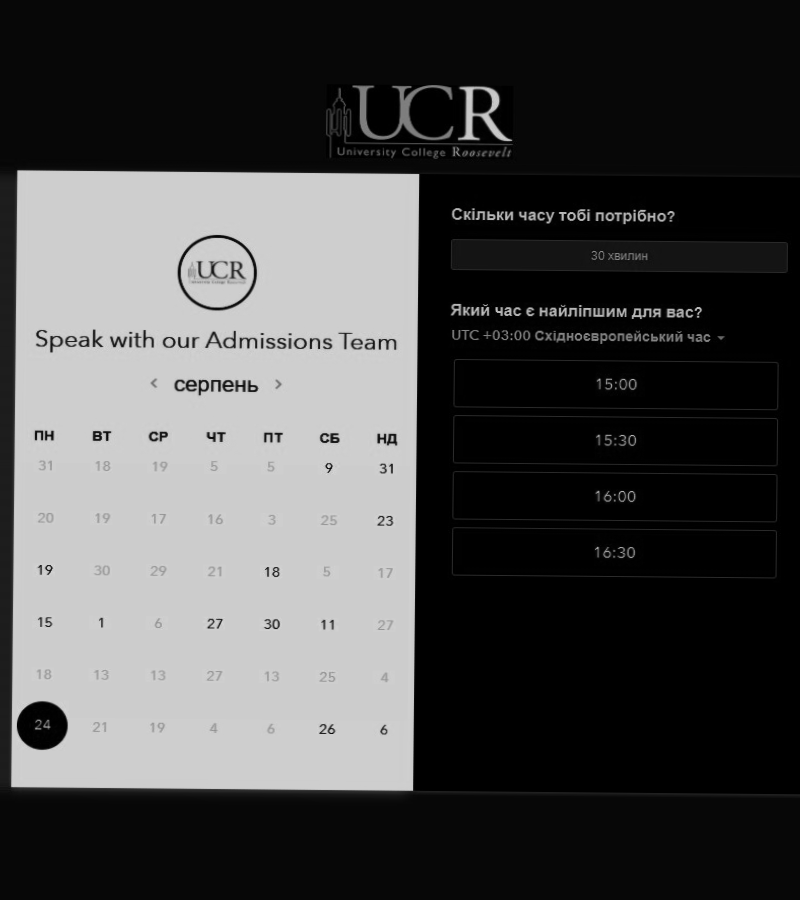 UCR
University College Roosevelt
UCR
University College Roosevelt
Speak with our Admissions Team
серпень
ПН ВТ СР ЧТ ПТ СБ НД
31 18 19 5 5 9 31
20 19 17 16 3 25 23
19 30 29 21 18 5 17
15 1 6 27 30 11 27
18 13 13 27 13 25 4
24 21 19 4 6 26 6
Скільки часу тобі потрібно?
30 хвилин
Який час є найліпшим для вас?
UTC +03:00 Східноєвропейський час
15:00
15:30
16:00
16:30